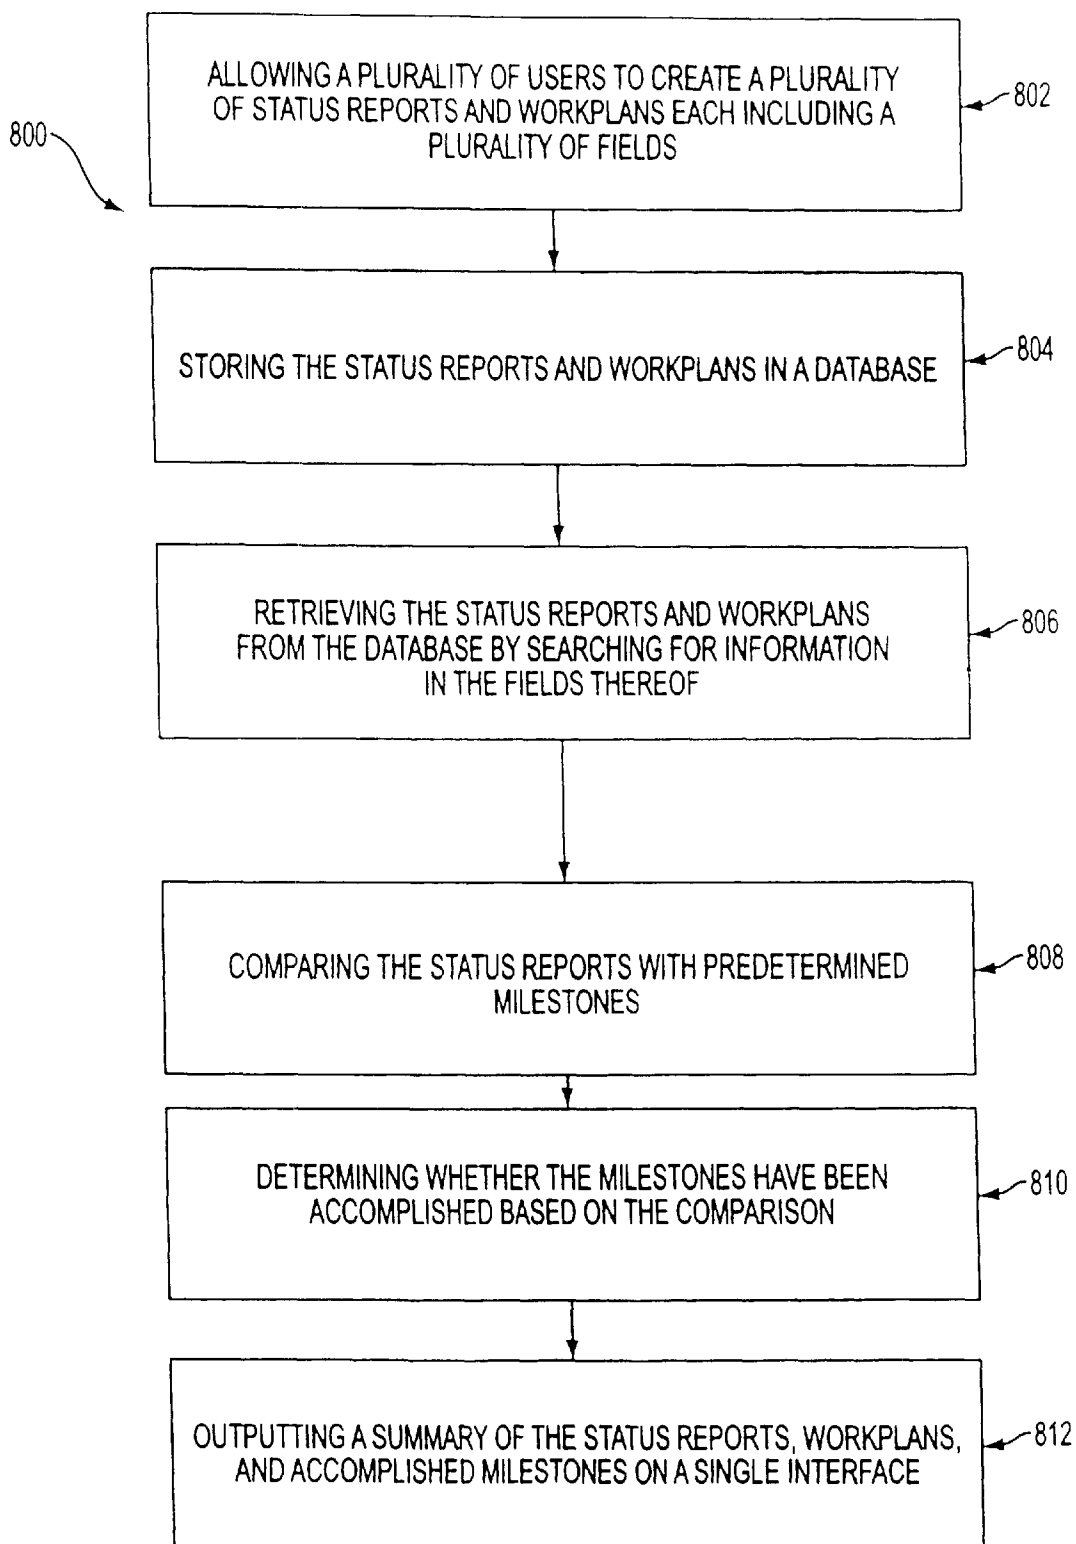 ALLOWING A PLURALITY OF USERS TO CREATE A PLURALITY
OF STATUS REPORTS AND WORKPLANS EACH INCLUDING A
PLURALITY OF FIELDS
802
800
STORING THE STATUS REPORTS AND WORKPLANS IN A DATABASE
804
RETRIEVING THE STATUS REPORTS AND WORKPLANS
FROM THE DATABASE BY SEARCHING FOR INFORMATION
IN THE FIELDS THEREOF
806
COMPARING THE STATUS REPORTS WITH PREDETERMINED
MILESTONES
808
DETERMINING WHETHER THE MILESTONES HAVE BEEN
ACCOMPLISHED BASED ON THE COMPARISON
810
OUTPUTTING A SUMMARY OF THE STATUS REPORTS, WORKPLANS,
AND ACCOMPLISHED MILESTONES ON A SINGLE INTERFACE
812